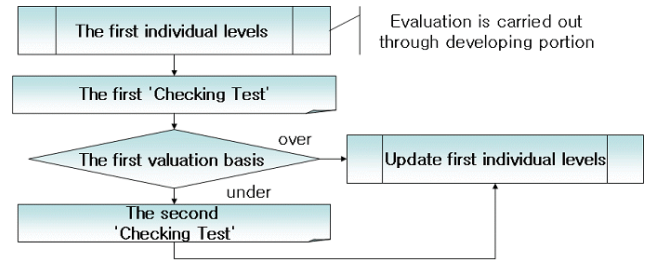 The first individual levels
Evaluation is carried out
through developing portion
The first 'Checking Test'
The first valuation basis
over
Update first individual levels
under
The second
'Checking Test'